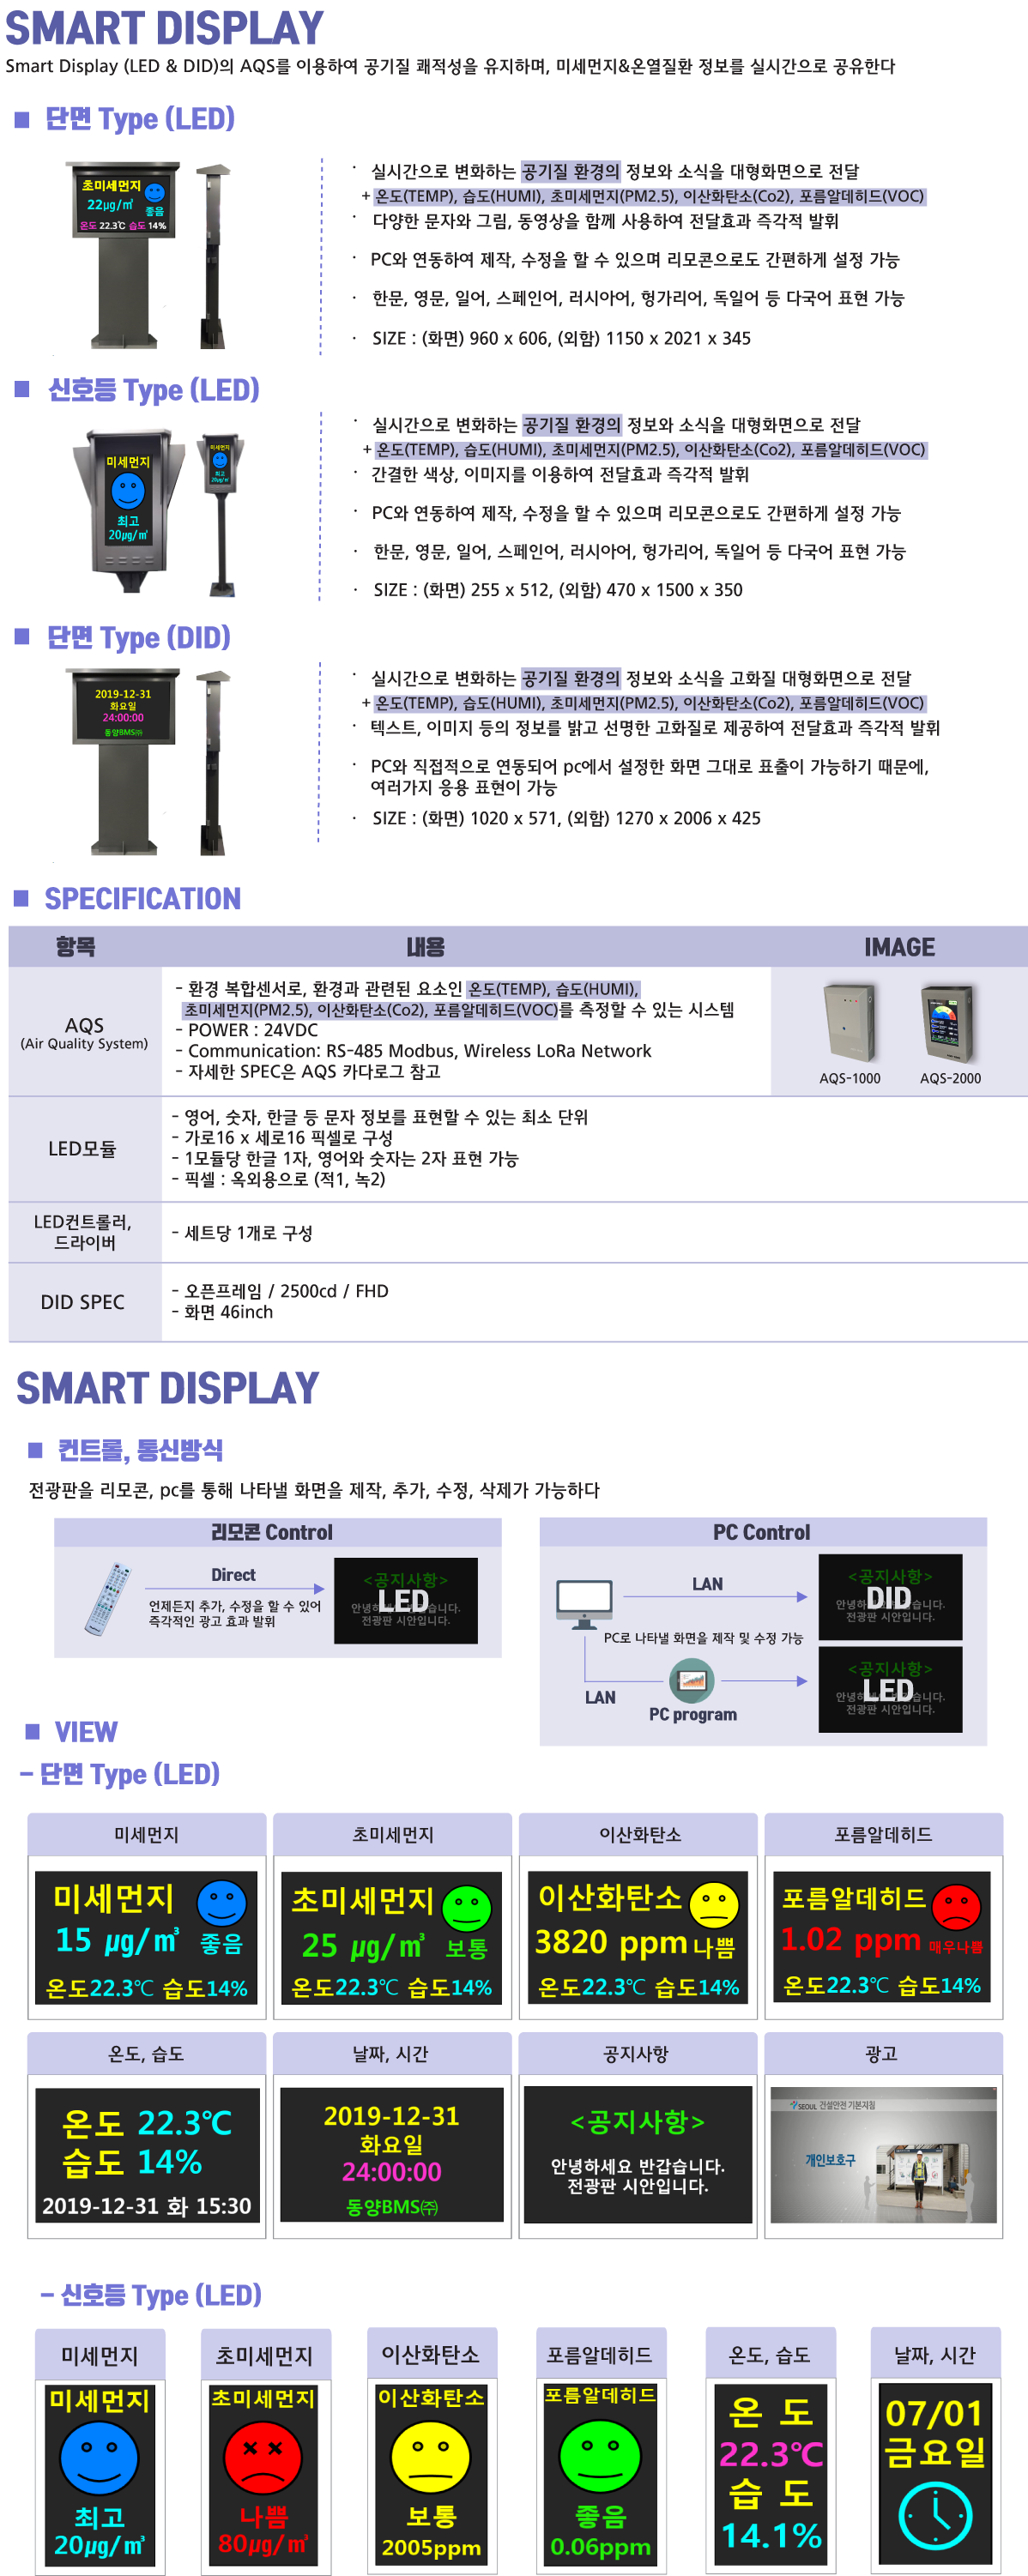 SMART DISPLAY
Smart Display (LED & DID)의 AQS를 이용하여 공기질 쾌적성을 유지하며, 미세먼지&온열질환 정보를 실시간으로 공유한다
■ 단면 Type (LED)
초미세먼지
22μg/㎥
좋음
온도 22.3℃ 습도 14%
· 실시간으로 변화하는 공기질 환경의 정보와 소식을 대형화면으로 전달
+ 온도(TEMP), 습도(HUMI), 초미세먼지(PM2.5), 이산화탄소(Co2), 포름알데히드(VOC)
· 다양한 문자와 그림, 동영상을 함께 사용하여 전달효과 즉각적 발휘
· PC와 연동하여 제작, 수정을 할 수 있으며 리모콘으로도 간편하게 설정 가능
· 한문, 영문, 일어, 스페인어, 러시아어, 헝가리어, 독일어 등 다국어 표현 가능
· SIZE : (화면) 960 x 606, (외함) 1150 x 2021 x 345
■ 신호등 Type (LED)
미세먼지
최고
20μg/㎥
미세먼지
최고
20μg/㎥
· 실시간으로 변화하는 공기질 환경의 정보와 소식을 대형화면으로 전달
+ 온도(TEMP), 습도(HUMI), 초미세먼지(PM2.5), 이산화탄소(Co2), 포름알데히드(VOC)
· 간결한 색상, 이미지를 이용하여 전달효과 즉각적 발휘
· PC와 연동하여 제작, 수정을 할 수 있으며 리모콘으로도 간편하게 설정 가능
· 한문, 영문, 일어, 스페인어, 러시아어, 헝가리어, 독일어 등 다국어 표현 가능
· SIZE : (화면) 255 x 512, (외함) 470 x 1500 x 350
■ 단면 Type (DID)
2019-12-31
화요일
24:00:00
동양BMS㈜
· 실시간으로 변화하는 공기질 환경의 정보와 소식을 고화질 대형화면으로 전달
+ 온도(TEMP), 습도(HUMI), 초미세먼지(PM2.5), 이산화탄소(Co2), 포름알데히드(VOC)
· 텍스트, 이미지 등의 정보를 밝고 선명한 고화질로 제공하여 전달효과 즉각적 발휘
· PC와 직접적으로 연동되어 pc에서 설정한 화면 그대로 표출이 가능하기 때문에,
여러가지 응용 표현이 가능
· SIZE : (화면) 1020 x 571, (외함) 1270 x 2006 x 425
■ SPECIFICATION
항목 내용 IMAGE
AQS
(Air Quality System)
- 환경 복합센서로, 환경과 관련된 요소인 온도(TEMP), 습도(HUMI),
초미세먼지(PM2.5), 이산화탄소(Co2), 포름알데히드(VOC)를 측정할 수 있는 시스템
- POWER : 24VDC
- Communication: RS-485 Modbus, Wireless LoRa Network
- 자세한 SPEC은 AQS 카다로그 참고
AQS-1000 AQS-2000
LED모듈
- 영어, 숫자, 한글 등 문자 정보를 표현할 수 있는 최소 단위
- 가로16 x 세로16 픽셀로 구성
- 1모듈당 한글 1자, 영어와 숫자는 2자 표현 가능
- 픽셀 : 옥외용으로 (적1, 녹2)
LED컨트롤러,
드라이버
- 세트당 1개로 구성
DID SPEC
- 오픈프레임 / 2500cd / FHD
- 화면 46inch
SMART DISPLAY
■ 컨트롤, 통신방식
전광판을 리모콘, pc를 통해 나타낼 화면을 제작, 추가, 수정, 삭제가 가능하다
리모콘 Control
Direct
언제든지 추가, 수정을 할 수 있어
즉각적인 광고 효과 발휘
<공지사항>
LED
전광판 시안입니다.
PC Control
LAN
<공지사항>
DID
전광판 시안입니다.
PC로 나타낼 화면을 제작 및 수정 가능
LAN
PC program
<공지사항>
LED
전광판 시안입니다.
■ VIEW
- 단면 Type (LED)
미세먼지 초미세먼지 이산화탄소 포름알데히드
미세먼지
15 μg/㎥ 좋음
온도22.3℃ 습도14%
초미세먼지
25 μg/㎥ 보통
온도22.3℃ 습도14%
이산화탄소
3820 ppm 나쁨
온도22.3℃ 습도14%
포름알데히드
1.02 ppm 매우나쁨
온도22.3℃ 습도14%
온도, 습도 날짜, 시간 공지사항 광고
온도 22.3℃
습도 14%
2019-12-31 화 15:30
2019-12-31
화요일
24:00:00
동양BMS㈜
<공지사항>
안녕하세요 반갑습니다.
전광판 시안입니다.
SEOUL 건설안전 기본지침
개인보호구
- 신호등 Type (LED)
미세먼지 초미세먼지 이산화탄소 포름알데히드 온도, 습도 날짜, 시간
미세먼지
최고
20μg/㎥
초미세먼지
나쁨
80μg/㎥
이산화탄소
보통
2005ppm
포름알데히드
좋음
0.06ppm
온 도
22.3℃
습 도
14.1%
07/01
금요일